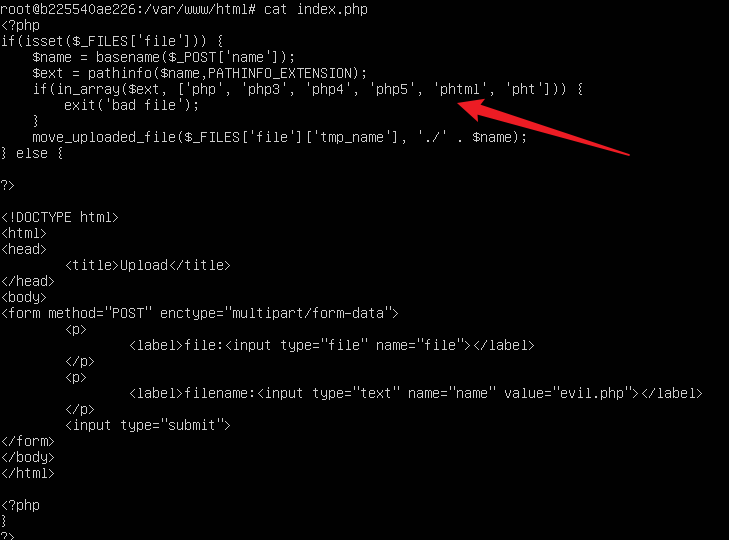 root@b225540ae226:/var/www/html# cat index.php
<?php
if(isset($_FILES['file'])) {
    $name = basename($_POST['name']);
    $ext = pathinfo($name,PATHINFO_EXTENSION);
    if(in_array($ext, ['php', 'php3', 'php4', 'php5', 'phtml', 'pht'])) {
        exit('bad file');
    }
    move_uploaded_file($_FILES['file']['tmp_name'], './' . $name);
} else {

?>

<!DOCTYPE html>
<html>
<head>
        <title>Upload</title>
</head>
<body>
<form method="POST" enctype="multipart/form-data">
        <p>
                <label>file:<input type="file" name="file"></label>
        </p>
        <p>
                <label>filename:<input type="text" name="name" value="evil.php"></label>
        </p>
        <input type="submit">
</form>
</body>
</html>

<?php
}
?>